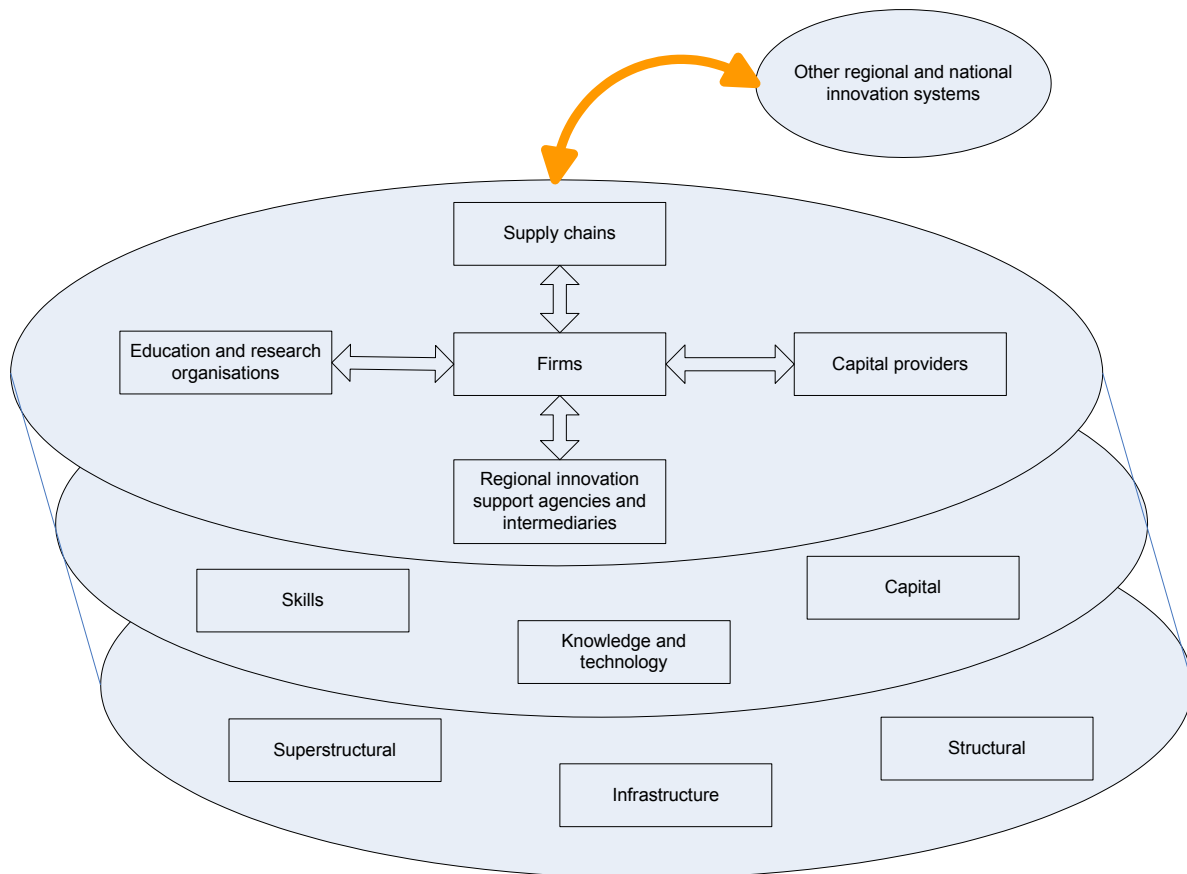 Other regional and national
innovation systems
Supply chains
Education and research
organisations
Firms
Capital providers
Regional innovation
support agencies and
intermediaries
Skills
Capital
Knowledge and
technology
Superstructural
Structural
Infrastructure